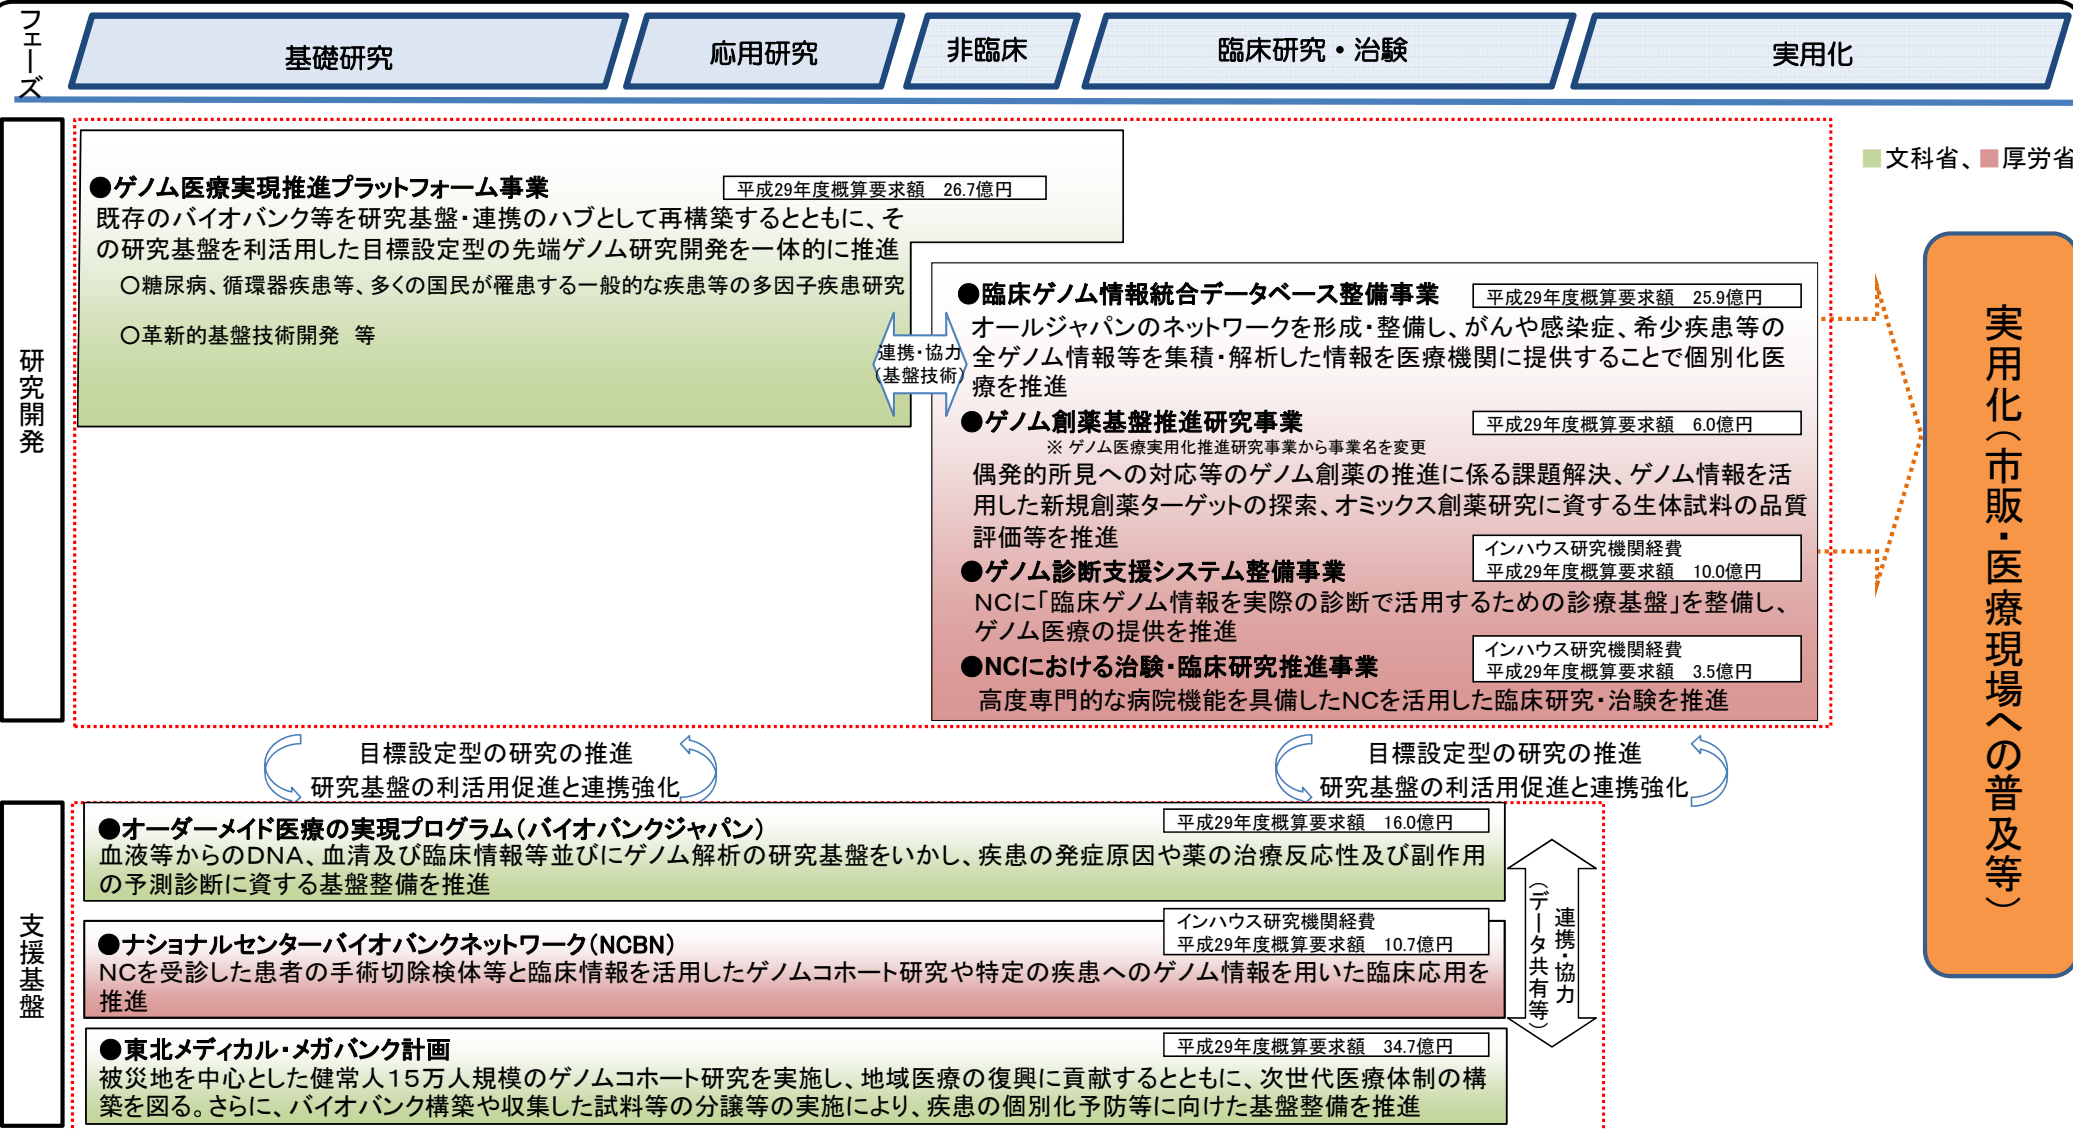 フェーズ
基礎研究
応用研究
非臨床
臨床研究・治験
実用化
■文科省、■厚労省
研究開発
●ゲノム医療実現推進プラットフォーム事業
平成29年度概算要求額　26.7億円
既存のバイオバンク等を研究基盤・連携のハブとして再構築するとともに、そ
の研究基盤を利活用した目標設定型の先端ゲノム研究開発を一体的に推進
○糖尿病、循環器疾患等、多くの国民が罹患する一般的な疾患等の多因子疾患研究
○革新的基盤技術開発　等
連携・協力
（基盤技術）
●臨床ゲノム情報統合データベース整備事業
平成29年度概算要求額　25.9億円
オールジャパンのネットワークを形成・整備し、がんや感染症、希少疾患等の
全ゲノム情報等を集積・解析した情報を医療機関に提供することで個別化医
療を推進
●ゲノム創薬基盤推進研究事業
平成29年度概算要求額　6.0億円
※ ゲノム医療実用化推進研究事業から事業名を変更
偶発的所見への対応等のゲノム創薬の推進に係る課題解決、ゲノム情報を活
用した新規創薬ターゲットの探索、オミックス創薬研究に資する生体試料の品質
評価等を推進
インハウス研究機関経費
平成29年度概算要求額　10.0億円
●ゲノム診断支援システム整備事業
NCに「臨床ゲノム情報を実際の診断で活用するための診療基盤」を整備し、
ゲノム医療の提供を推進
インハウス研究機関経費
平成29年度概算要求額　3.5億円
●NCにおける治験・臨床研究推進事業
高度専門的な病院機能を具備したNCを活用した臨床研究・治験を推進
実用化（市販・医療現場への普及等）
目標設定型の研究の推進
研究基盤の利活用促進と連携強化
目標設定型の研究の推進
研究基盤の利活用促進と連携強化
支援基盤
●オーダーメイド医療の実現プログラム（バイオバンクジャパン）
平成29年度概算要求額　16.0億円
血液等からのDNA、血清及び臨床情報等並びにゲノム解析の研究基盤をいかし、疾患の発症原因や薬の治療反応性及び副作用
の予測診断に資する基盤整備を推進
インハウス研究機関経費
平成29年度概算要求額　10.7億円
●ナショナルセンターバイオバンクネットワーク（NCBN）
NCを受診した患者の手術切除検体等と臨床情報を活用したゲノムコホート研究や特定の疾患へのゲノム情報を用いた臨床応用を
推進
連携・協力
（データ共有等）
●東北メディカル・メガバンク計画
平成29年度概算要求額　34.7億円
被災地を中心とした健常人１５万人規模のゲノムコホート研究を実施し、地域医療の復興に貢献するとともに、次世代医療体制の構
築を図る。さらに、バイオバンク構築や収集した試料等の分譲等の実施により、疾患の個別化予防等に向けた基盤整備を推進